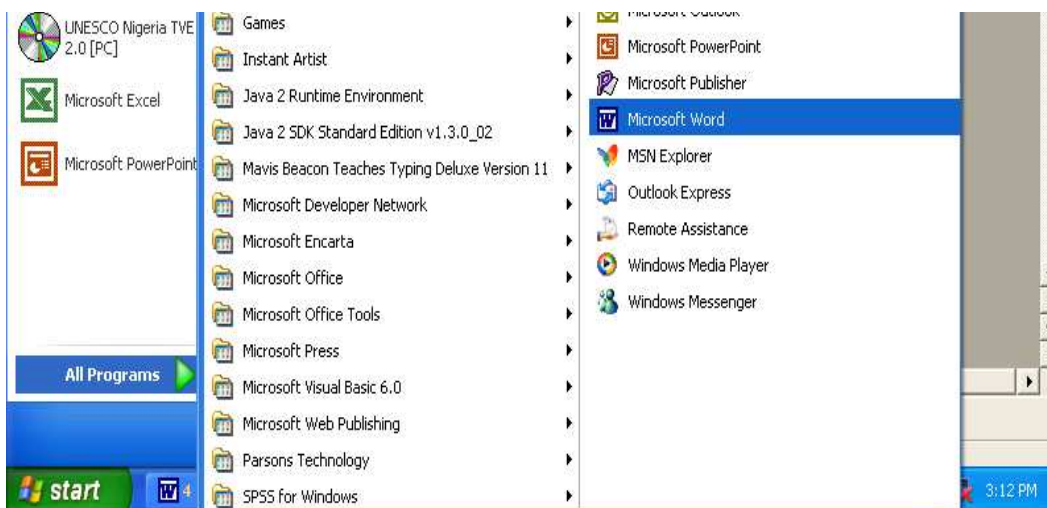 UNESCO Nigeria TVE
2.0 [PC]
Microsoft Excel
Microsoft PowerPoint
All Programs
start
4
Games
Instant Artist
Java 2 Runtime Environment
Java 2 SDK Standard Edition v1.3.0_02
Mavis Beacon Teaches Typing Deluxe Version 11
Microsoft Developer Network
Microsoft Encarta
Microsoft Office
Microsoft Office Tools
Microsoft Press
Microsoft Visual Basic 6.0
Microsoft Web Publishing
Parsons Technology
SPSS for Windows
Microsoft Outlook
Microsoft PowerPoint
Microsoft Publisher
Microsoft Word
MSN Explorer
Outlook Express
Remote Assistance
Windows Media Player
Windows Messenger
3:12 PM